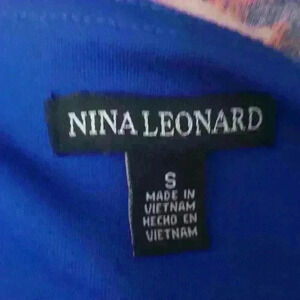 NINA LEONARD
S
MADE IN
VIETNAM
HECHO EN
VIETNAM